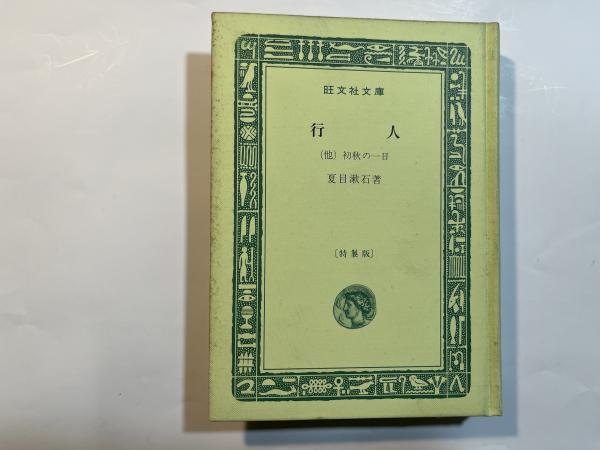 旺文社文庫
行 人
（他）初秋の一日
夏目漱石著
［特製版］